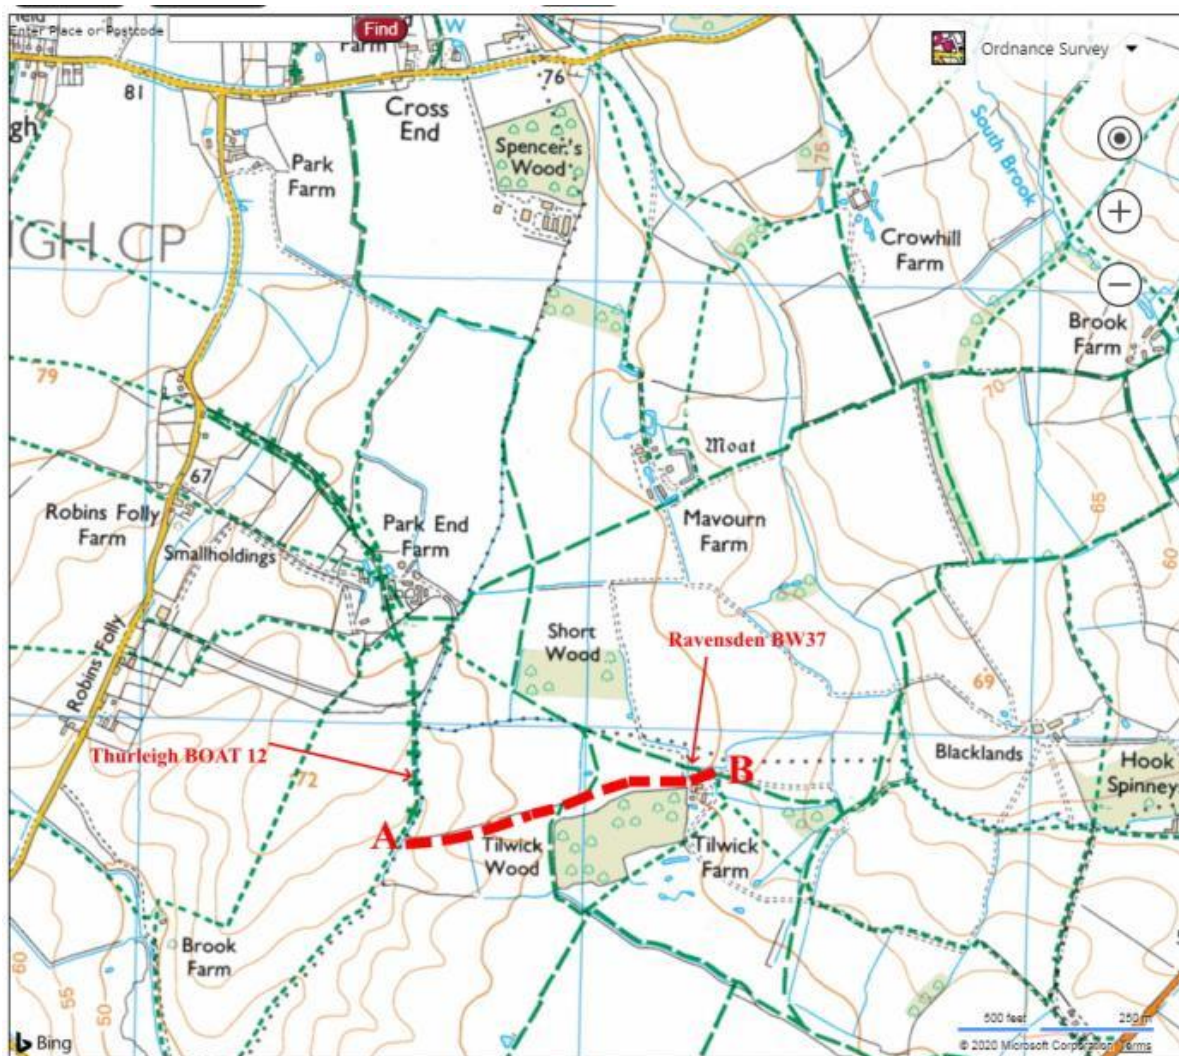 Enter Place or Postcode
Find
Ordnance Survey
Farm
W
76
81
Cross
End
Spencer's
Wood
75
South Brook
Park
Farm
IGH CP
Crowhill
Farm
Brook
Farm
79
70
67
Moat
Robins Folly
Farm
Smallholdings
Park End
Farm
Mavourn
Farm
65
60
Short
Wood
Ravensden BW37
Robins Folly
69
Thurleigh BOAT 12
72
Blacklands
Hook
Spinney
A
B
Tilwick
Wood
Tilwick
Farm
Brook
Farm
60
55
50
500 feet
250 m
Bing
© 2020 Microsoft Corporation Terms